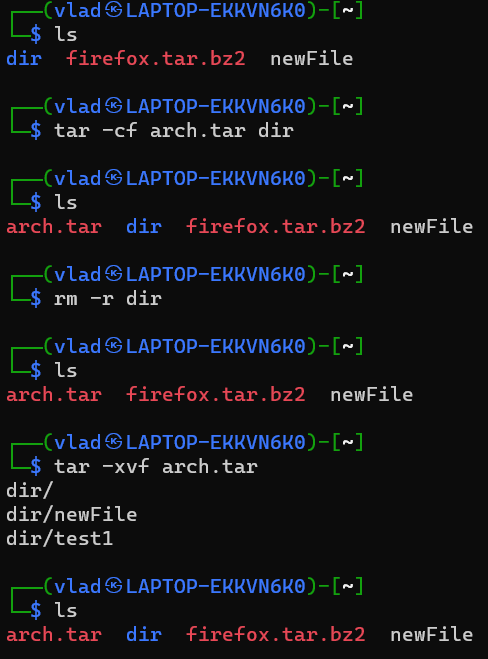 ┌──(vlad㉿LAPTOP-EKKVN6K0)-[~]
└─$ ls
dir  firefox.tar.bz2  newFile
┌──(vlad㉿LAPTOP-EKKVN6K0)-[~]
└─$ tar -cf arch.tar dir
┌──(vlad㉿LAPTOP-EKKVN6K0)-[~]
└─$ ls
arch.tar  dir  firefox.tar.bz2  newFile
┌──(vlad㉿LAPTOP-EKKVN6K0)-[~]
└─$ rm -r dir
┌──(vlad㉿LAPTOP-EKKVN6K0)-[~]
└─$ ls
arch.tar  firefox.tar.bz2  newFile
┌──(vlad㉿LAPTOP-EKKVN6K0)-[~]
└─$ tar -xvf arch.tar
dir/
dir/newFile
dir/test1
┌──(vlad㉿LAPTOP-EKKVN6K0)-[~]
└─$ ls
arch.tar  dir  firefox.tar.bz2  newFile